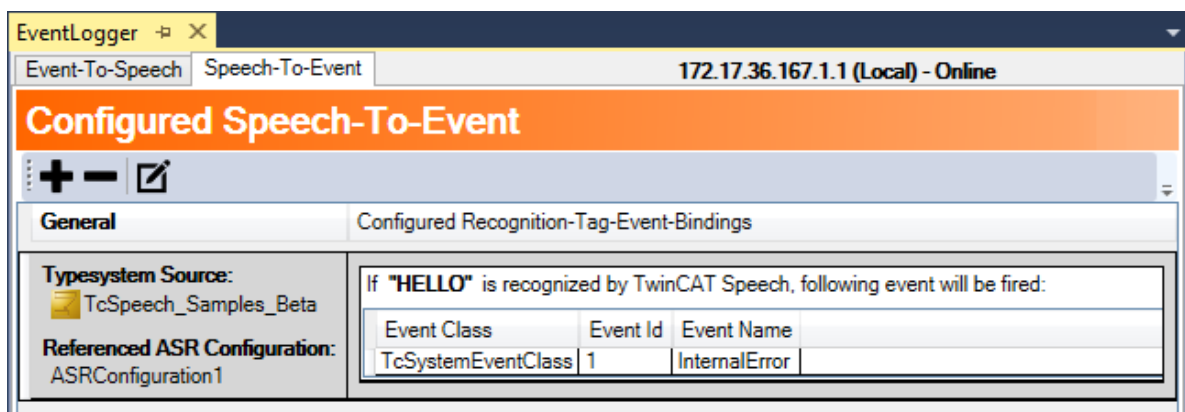 EventLogger
Event-To-Speech Speech-To-Event 172.17.36.167.1.1 (Local) - Online
Configured Speech-To-Event
General Configured Recognition-Tag-Event-Bindings
Typesystem Source:
TcSpeech_Samples_Beta
Referenced ASR Configuration:
ASRConfiguration1
If "HELLO" is recognized by TwinCAT Speech, following event will be fired:
Event Class Event Id Event Name
TcSystemEventClass 1 InternalError